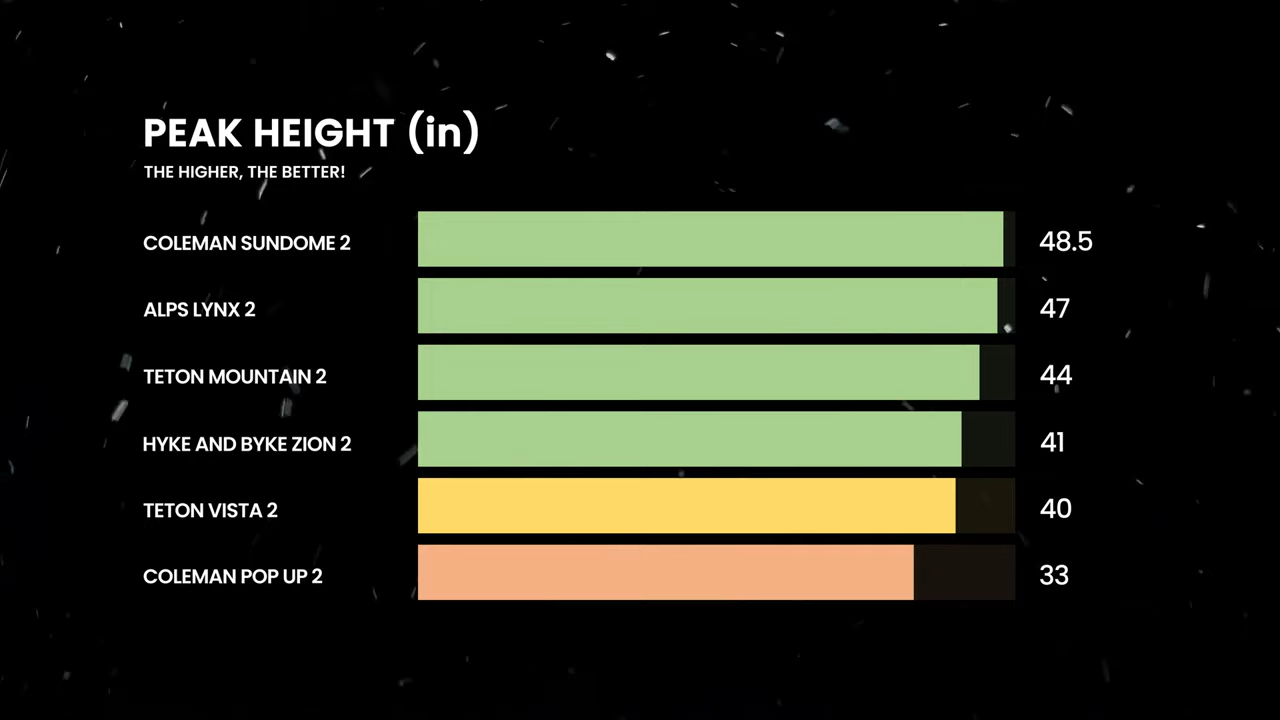 PEAK HEIGHT (in)
THE HIGHER, THE BETTER!
COLEMAN SUNDOME 2 48.5
ALPS LYNX 2 47
TETON MOUNTAIN 2 44
HYKE AND BYKE ZION 2 41
TETON VISTA 2 40
COLEMAN POP UP 2 33